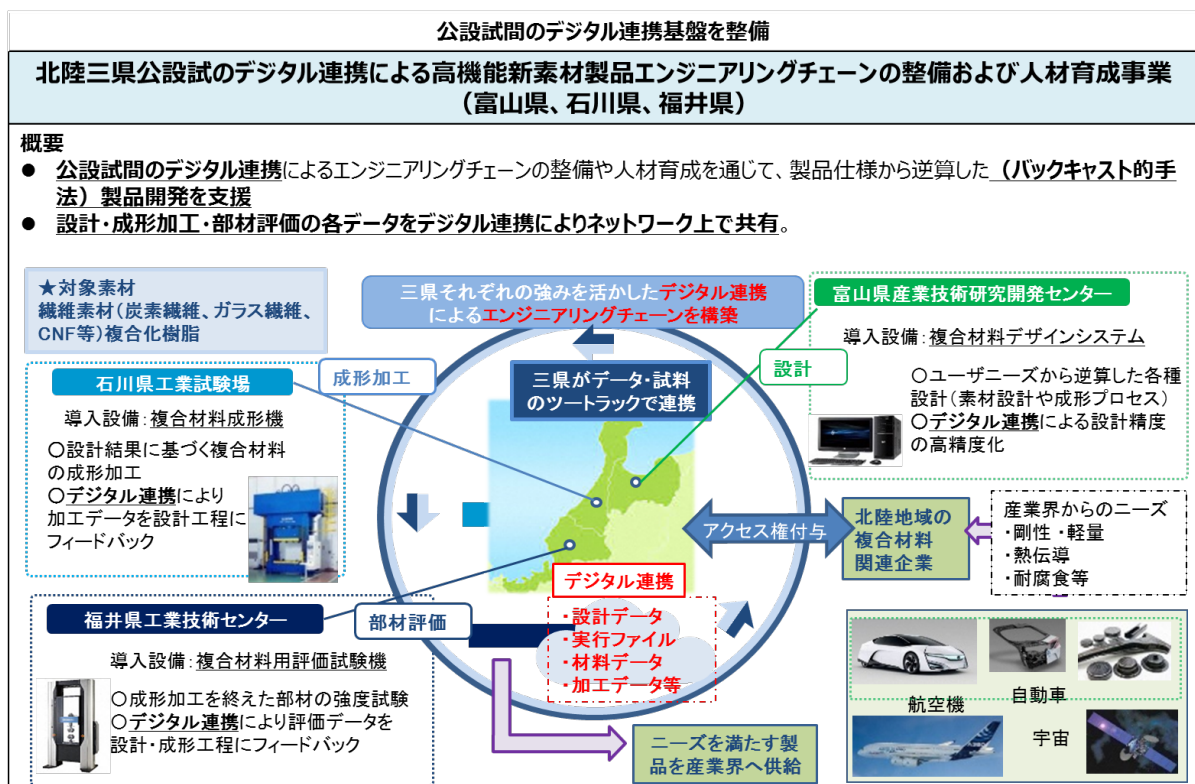 公設試間のデジタル連携基盤を整備
北陸三県公設試のデジタル連携による高機能新素材製品エンジニアリングチェーンの整備および人材育成事業
（富山県、石川県、福井県）
概要
● 公設試間のデジタル連携によるエンジニアリングチェーンの整備や人材育成を通じて、製品仕様から逆算した（バックキャスト的手
法）製品開発を支援
● 設計・成形加工・部材評価の各データをデジタル連携によりネットワーク上で共有。
★対象素材
繊維素材（炭素繊維、ガラス繊維、
CNF等）複合化樹脂
三県それぞれの強みを活かしたデジタル連携
によるエンジニアリングチェーンを構築
富山県産業技術研究開発センター
導入設備：複合材料デザインシステム
○ユーザニーズから逆算した各種
設計（素材設計や成形プロセス）
○デジタル連携による設計精度
の高精度化
設計
成形加工
三県がデータ・試料
のツートラックで連携
石川県工業試験場
導入設備：複合材料成形機
○設計結果に基づく複合材料
の成形加工
○デジタル連携により
加工データを設計工程に
フィードバック
アクセス権付与
北陸地域の
複合材料
関連企業
産業界からのニーズ
・剛性・軽量
・熱伝導
・耐腐食等
デジタル連携
・設計データ
・実行ファイル
・材料データ
・加工データ等
福井県工業技術センター
部材評価
導入設備：複合材料用評価試験機
○成形加工を終えた部材の強度試験
○デジタル連携により評価データを
設計・成形工程にフィードバック
ニーズを満たす製
品を産業界へ供給
自動車
航空機
宇宙